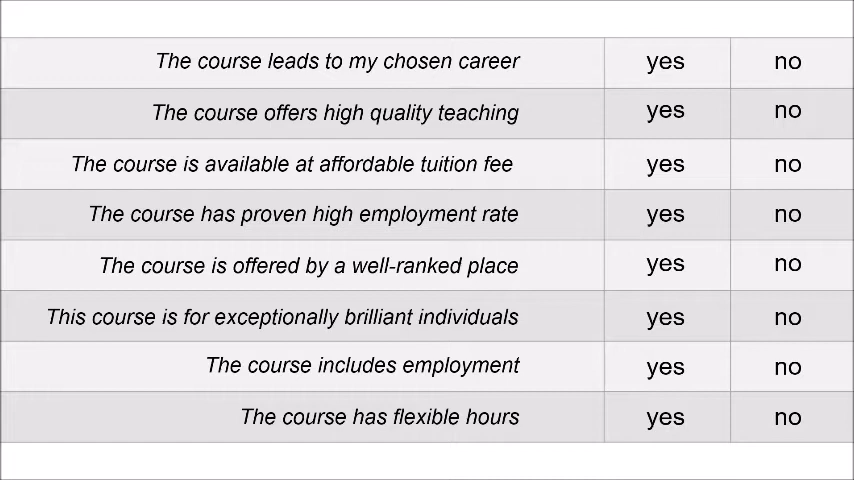 The course leads to my chosen career yes no
The course offers high quality teaching yes no
The course is available at affordable tuition fee yes no
The course has proven high employment rate yes no
The course is offered by a well-ranked place yes no
This course is for exceptionally brilliant individuals yes no
The course includes employment yes no
The course has flexible hours yes no